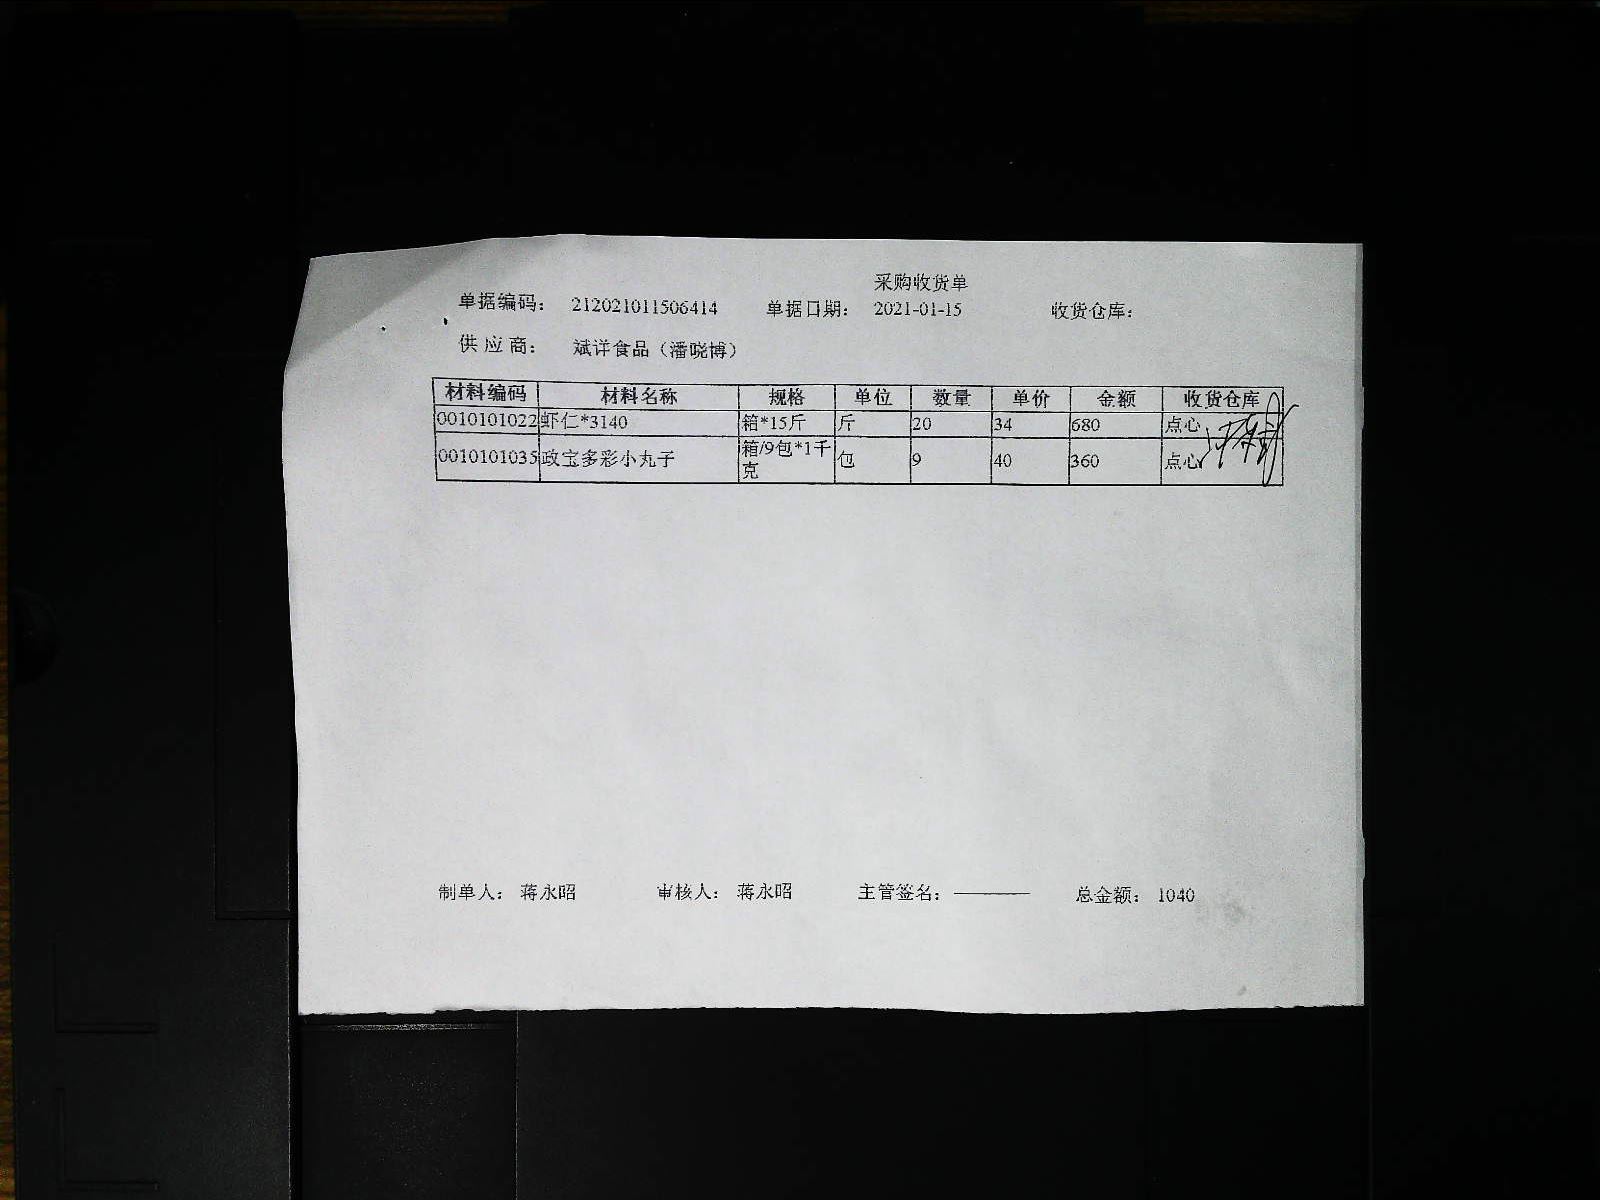 采购收货单
单据编码： 212021011506414 单据日期： 2021-01-15 收货仓库：
供 应 商： 斌详食品（潘晓博）
材料编码 材料名称 规格 单位 数量 单价 金额 收货仓库
0010101022 虾仁*3140 箱*15斤 斤 20 34 680 点心
0010101035 政宝多彩小丸子 箱/9包*1千克 包 9 40 360 点心
制单人： 蒋永昭 审核人： 蒋永昭 主管签名： 总金额： 1040